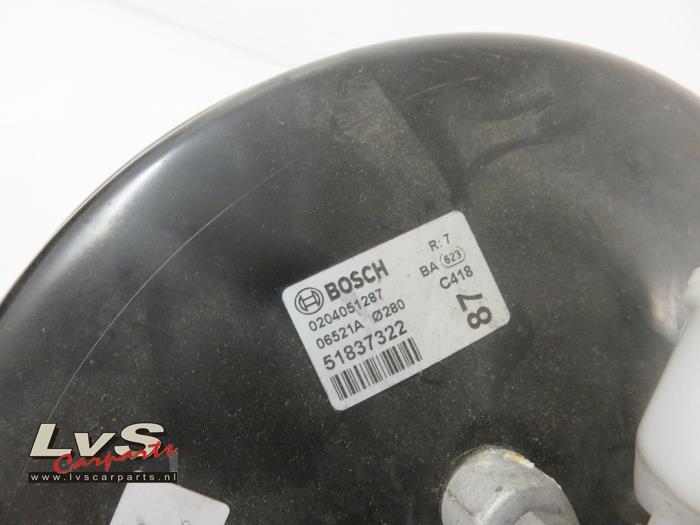 BOSCH
0204051287
06521A Ø280
51837322
R: 7
BA 623
C418
87
LvS
Carparts
www.lvscarparts.nl